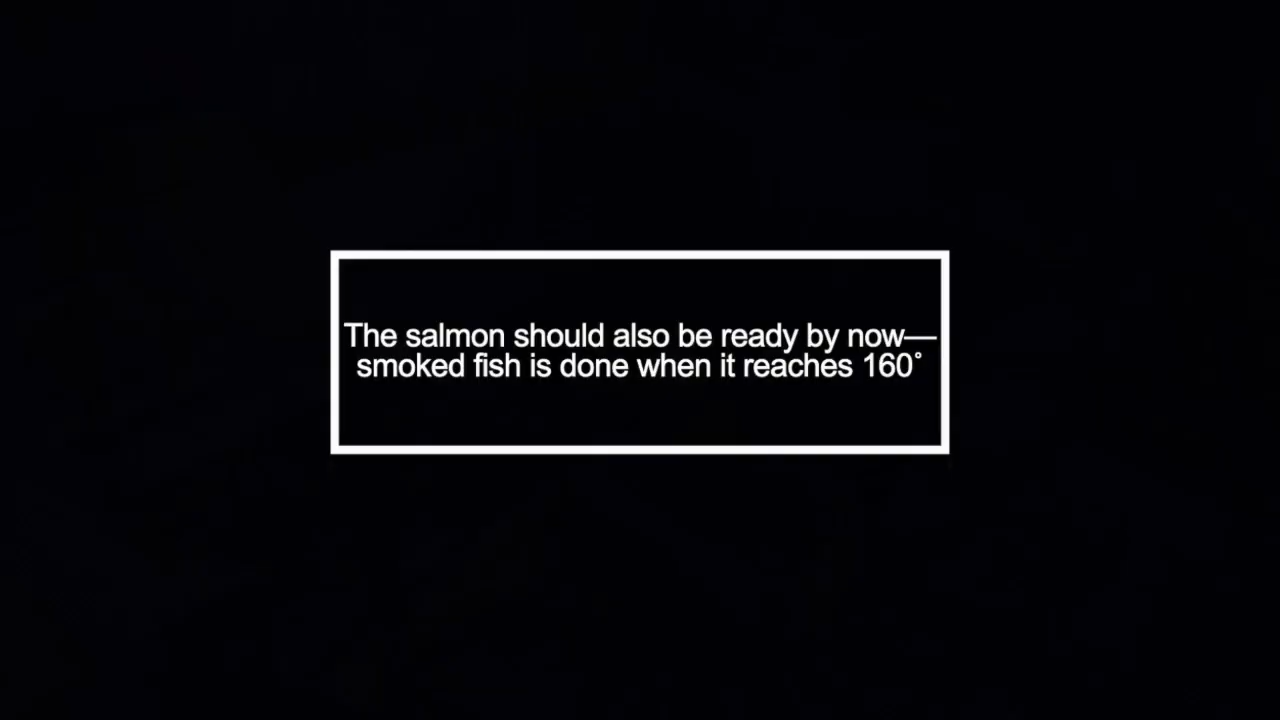 The salmon should also be ready by now—
smoked fish is done when it reaches 160˚